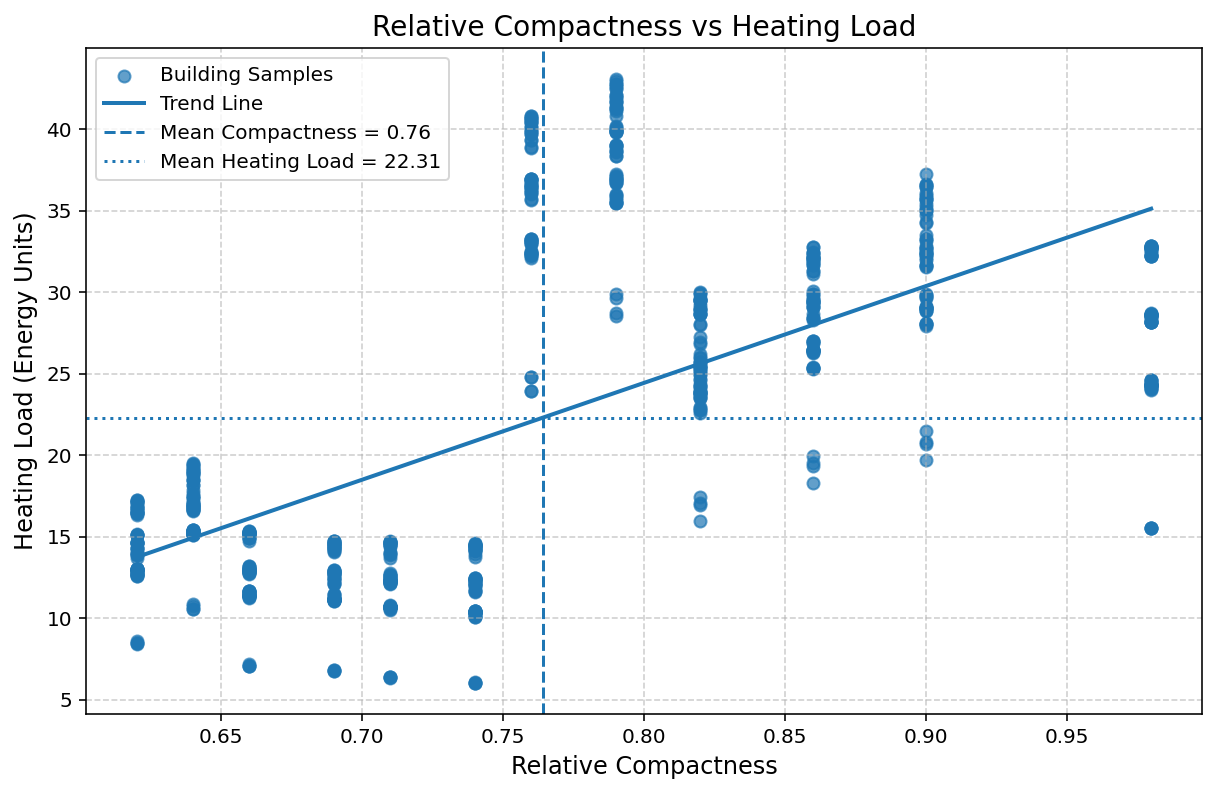 Relative Compactness vs Heating Load
Building Samples
Trend Line
Mean Compactness = 0.76
Mean Heating Load = 22.31
Heating Load (Energy Units)
40
35
30
25
20
15
10
5
0.65 0.70 0.75 0.80 0.85 0.90 0.95
Relative Compactness